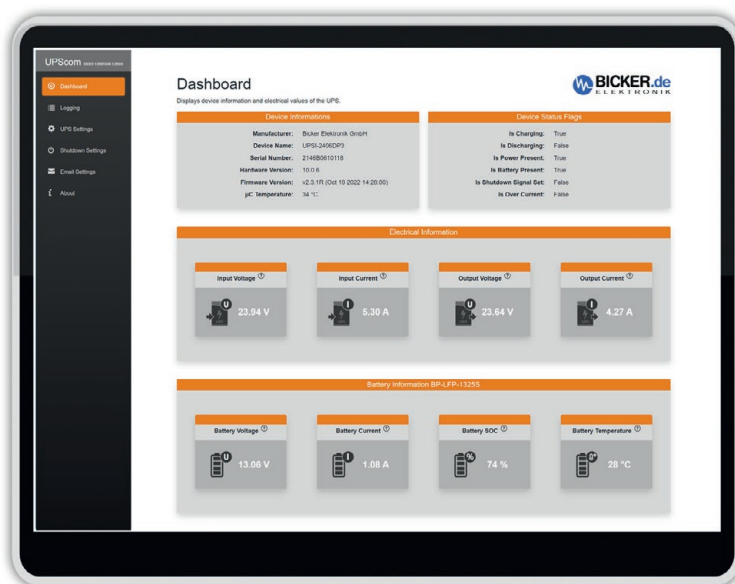 UPScom
Dashboard
Logging
UPS Settings
Shutdown Settings
Email Settings
About
Dashboard
Displays device information and electrical values of the UPS.
BICKER.de
ELEKTRONIK
Device Informations
Manufacturer: Bicker Elektronik GmbH
Device Name: UPSI-2406DP3
Serial Number: 2146B0610118
Hardware Version: 10.0.6
Firmware Version: v2.3.1R (Oct 10 2022 14:20:00)
µC Temperature: 34 °C
Device Status Flags
Is Charging: True
Is Discharging: False
Is Power Present: True
Is Battery Present: True
Is Shutdown Signal Set: False
Is Over Current: False
Electrical Information
Input Voltage ?
U
23.94 V
Input Current ?
I
5.30 A
Output Voltage ?
U
23.64 V
Output Current ?
I
4.27 A
Battery Information BP-LFP-1325S
Battery Voltage ?
U
13.06 V
Battery Current ?
I
1.08 A
Battery SOC ?
%
74 %
Battery Temperature ?
28 °C